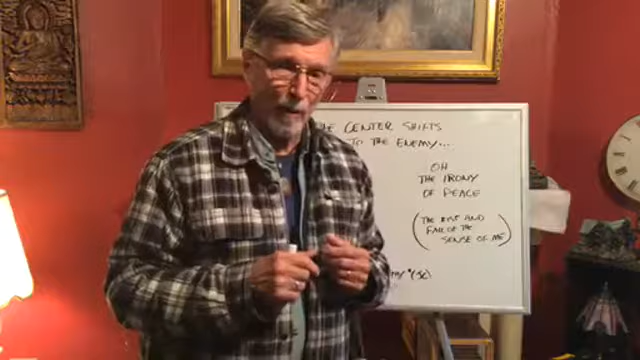 CENTER SHIFTS
TO THE ENEMY...
OH
THE IRONY
OF PEACE
(THE RISE AND
FALL OF THE
SENSE OF ME)